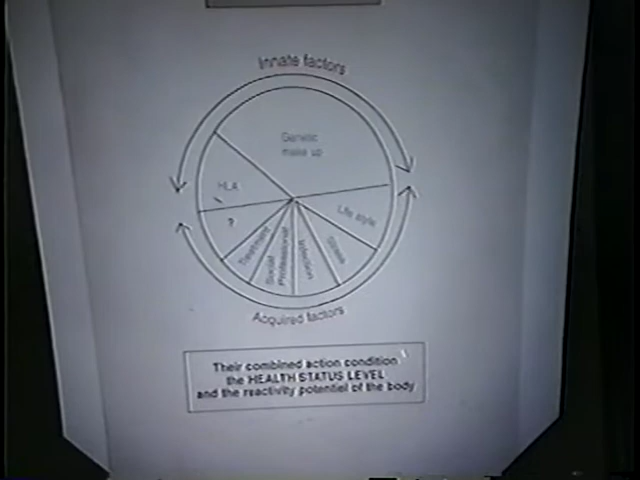 Innate factors
Genetic
make up
HLA
?
Life style
Treatment
Social
Professional
Infection
Stress
Acquired factors
Their combined action condition
the HEALTH STATUS LEVEL
and the reactivity potentiel of the body